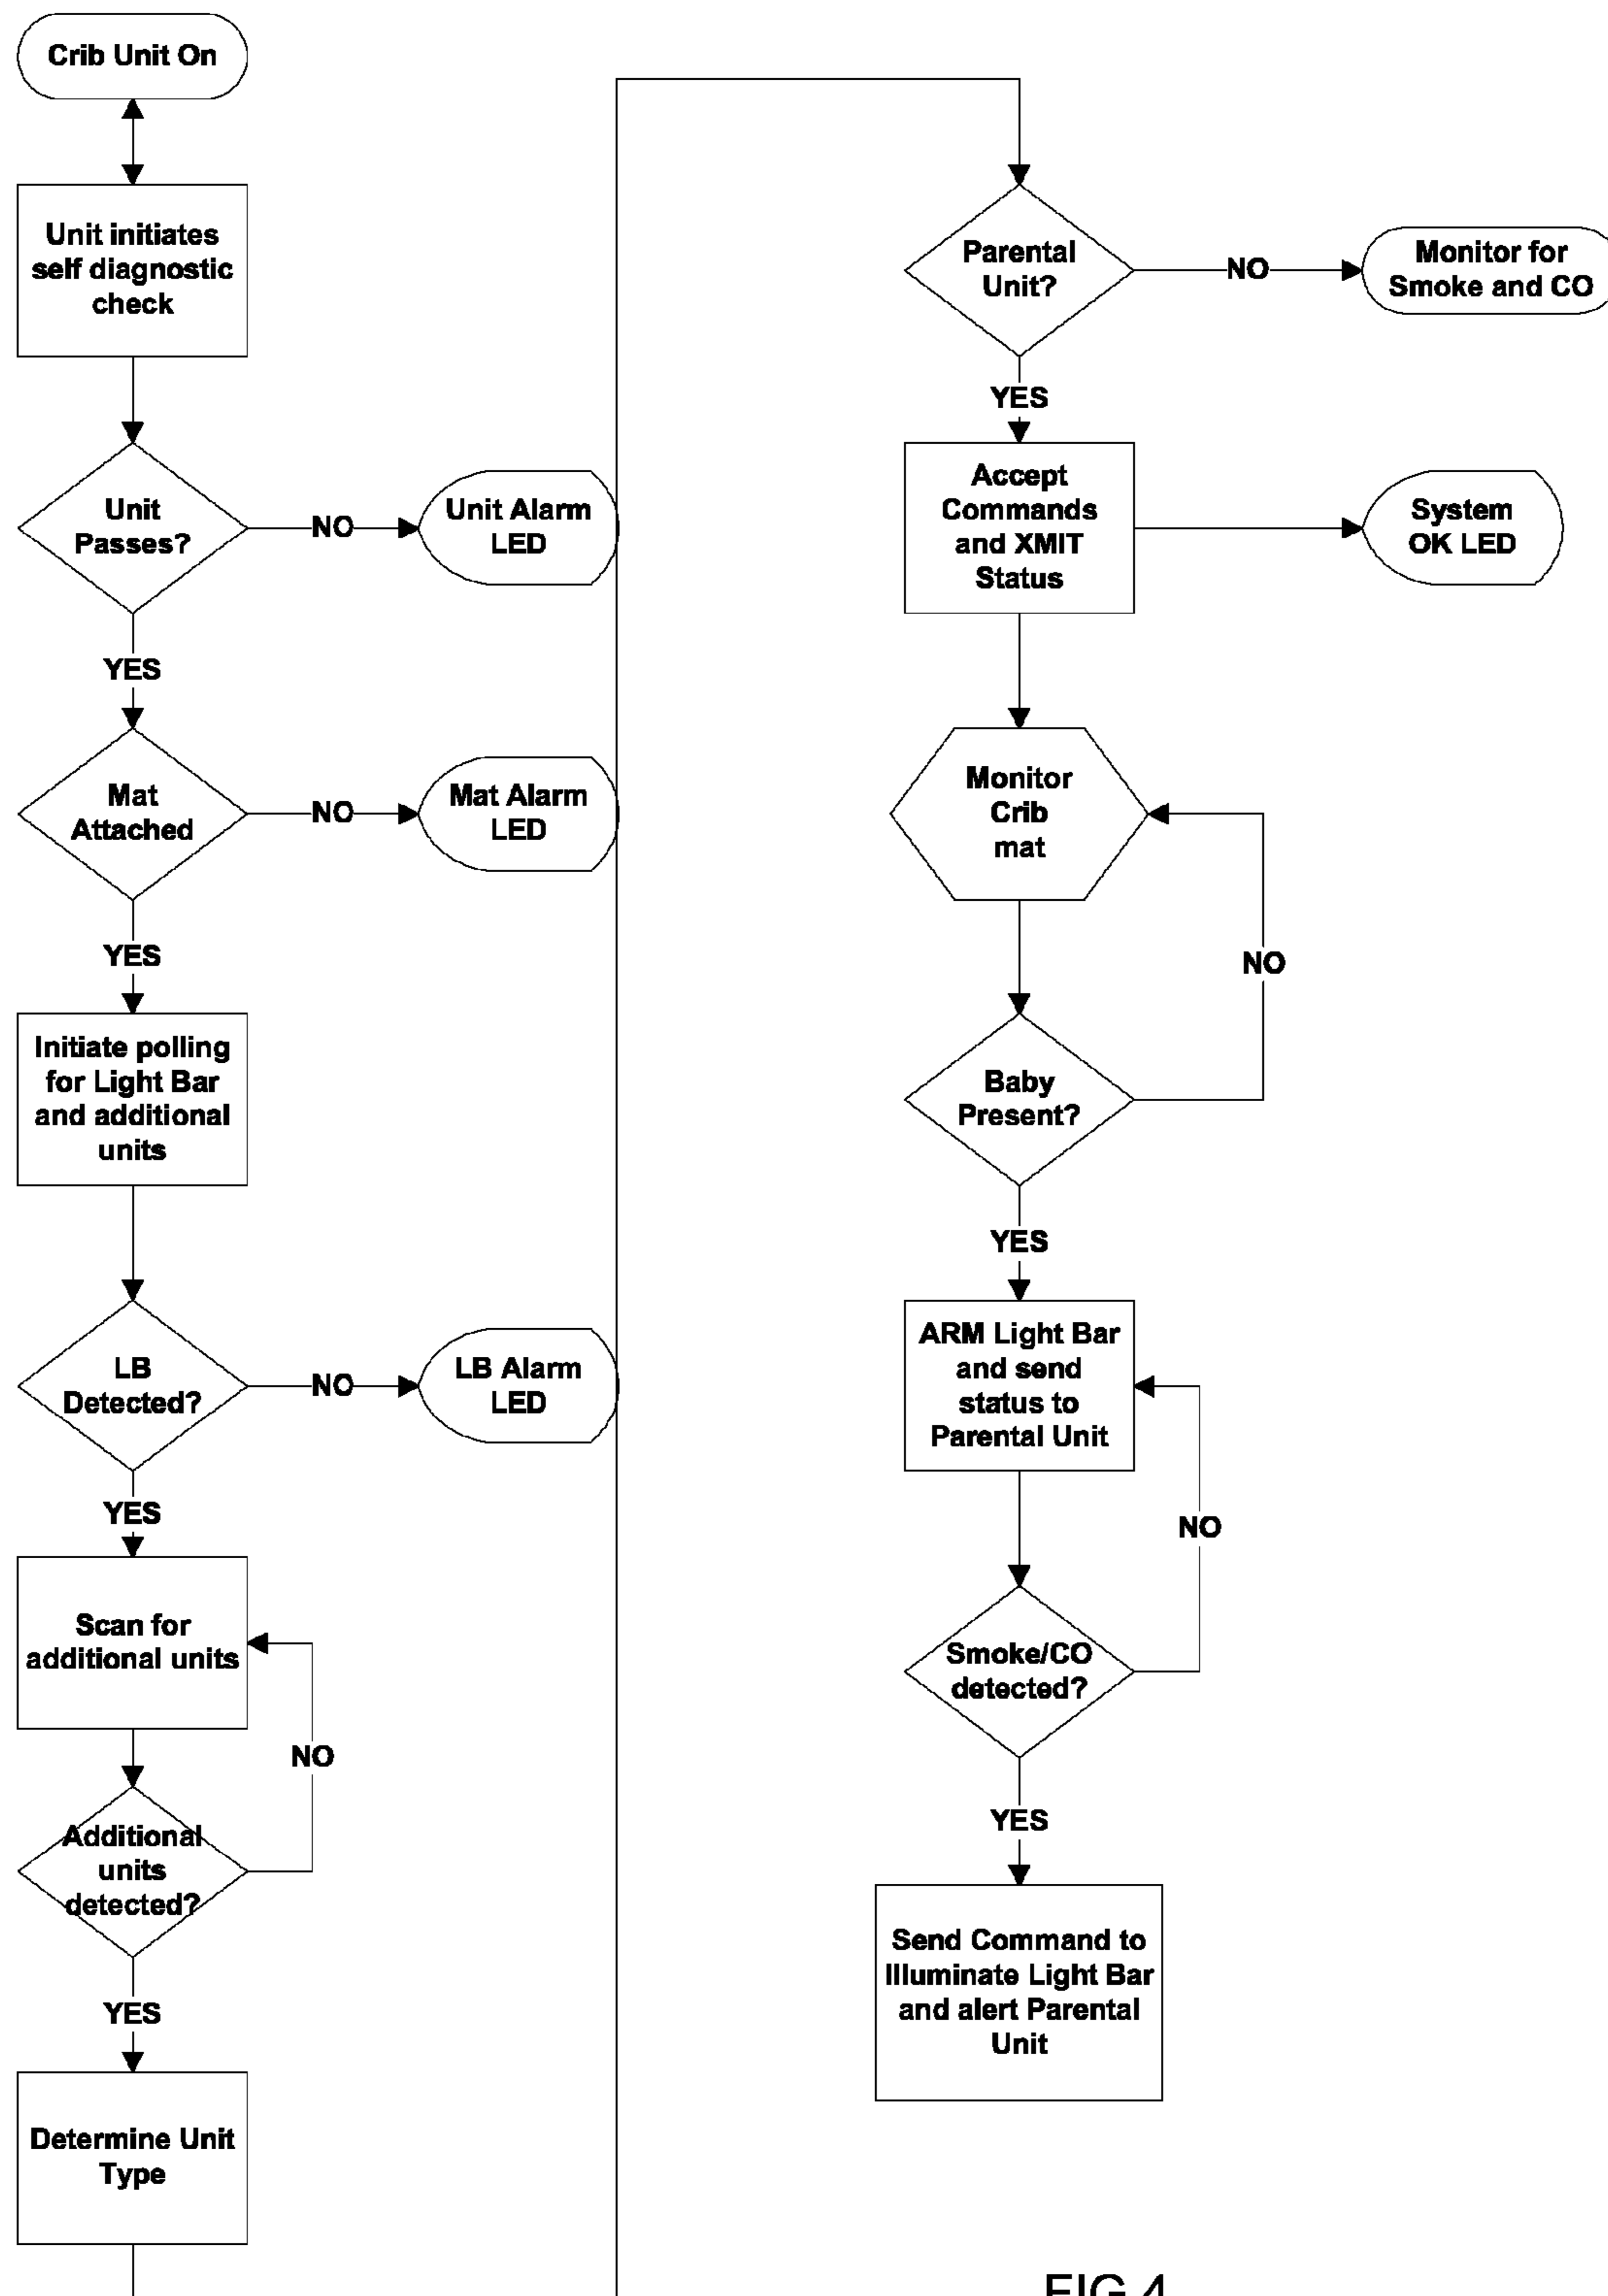 Crib Unit On
Unit initiates
self diagnostic
check
Unit
Passes?
NO
Unit Alarm
LED
YES
Mat
Attached
NO
Mat Alarm
LED
YES
Initiate polling
for Light Bar
and additional
units
LB
Detected?
NO
LB Alarm
LED
YES
Scan for
additional units
NO
Additional
units
detected?
YES
Determine Unit
Type
Parental
Unit?
NO
Monitor for
Smoke and CO
YES
Accept
Commands
and XMIT
Status
System
OK LED
Monitor
Crib
mat
NO
Baby
Present?
YES
ARM Light Bar
and send
status to
Parental Unit
NO
Smoke/CO
detected?
YES
Send Command to
Illuminate Light Bar
and alert Parental
Unit
FIG 4